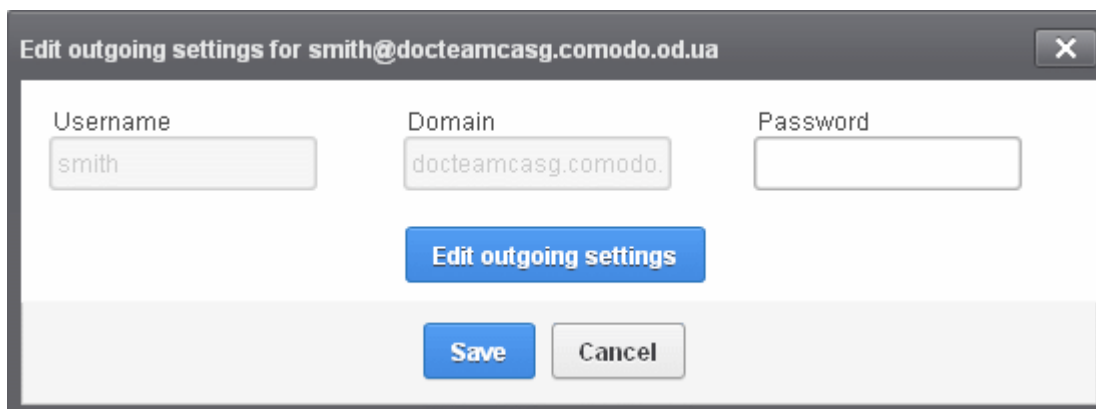 Edit outgoing settings for smith@docteamcasg.comodo.od.ua
Username Domain Password
smith docteamcasg.comodo.
Edit outgoing settings
Save Cancel